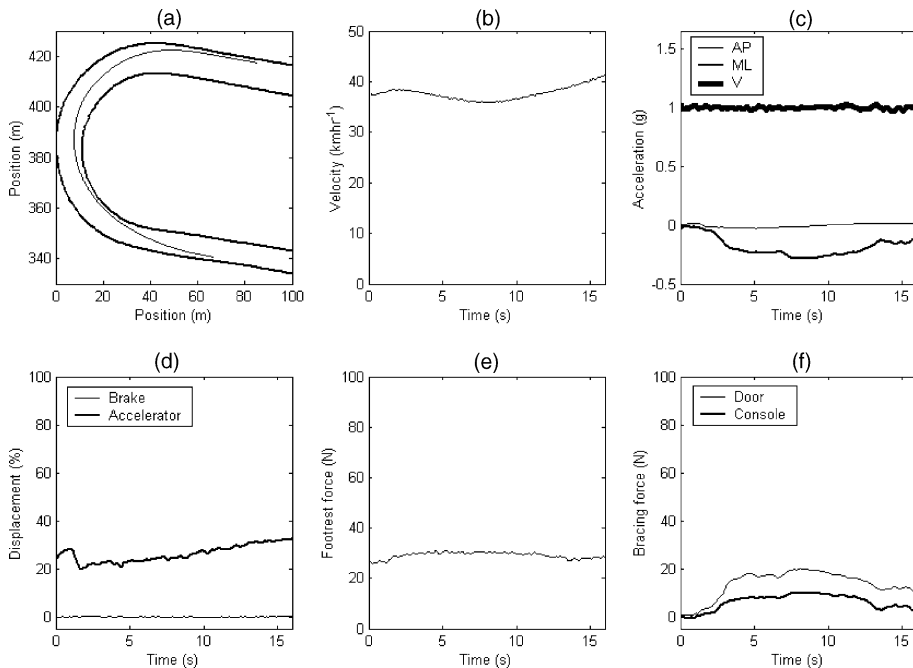 (a)
420
400
380
360
340
0
20
40
60
80
100
Position (m)
Position (m)
(b)
50
40
30
20
10
0
0
5
10
15
Velocity (kmhr-1)
Time (s)
(c)
AP
ML
V
1.5
1
0.5
0
-0.5
0
5
10
15
Acceleration (g)
Time (s)
(d)
Brake
Accelerator
100
80
60
40
20
0
0
5
10
15
Displacement (%)
Time (s)
(e)
100
80
60
40
20
0
0
5
10
15
Footrest force (N)
Time (s)
(f)
Door
Console
100
80
60
40
20
0
0
5
10
15
Bracing force (N)
Time (s)